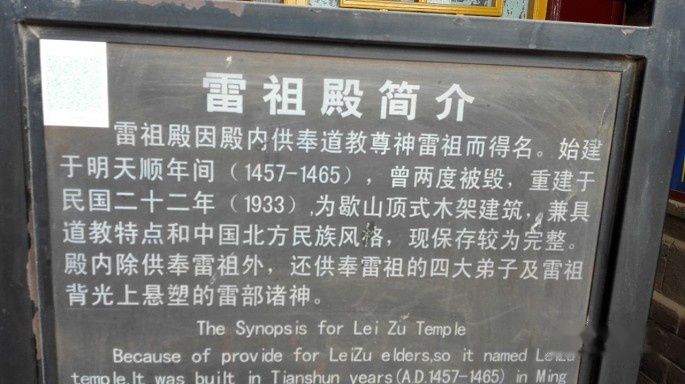 雷祖殿简介
雷祖殿因殿内供奉道教尊神雷祖而得名。始建
于明天顺年间（1457-1465），曾两度被毁，重建于
民国二十二年（1933）,为歇山顶式木架建筑，兼具
道教特点和中国北方民族风格，现保存较为完整。
殿内除供奉雷祖外，还供奉雷祖的四大弟子及雷祖
背光上悬塑的雷部诸神。
The Synopsis for Lei Zu Temple
Because of provide for LeiZu elders,so it named LeiZu
temple.It was built in Tianshun years(A.D.1457-1465) in Ming